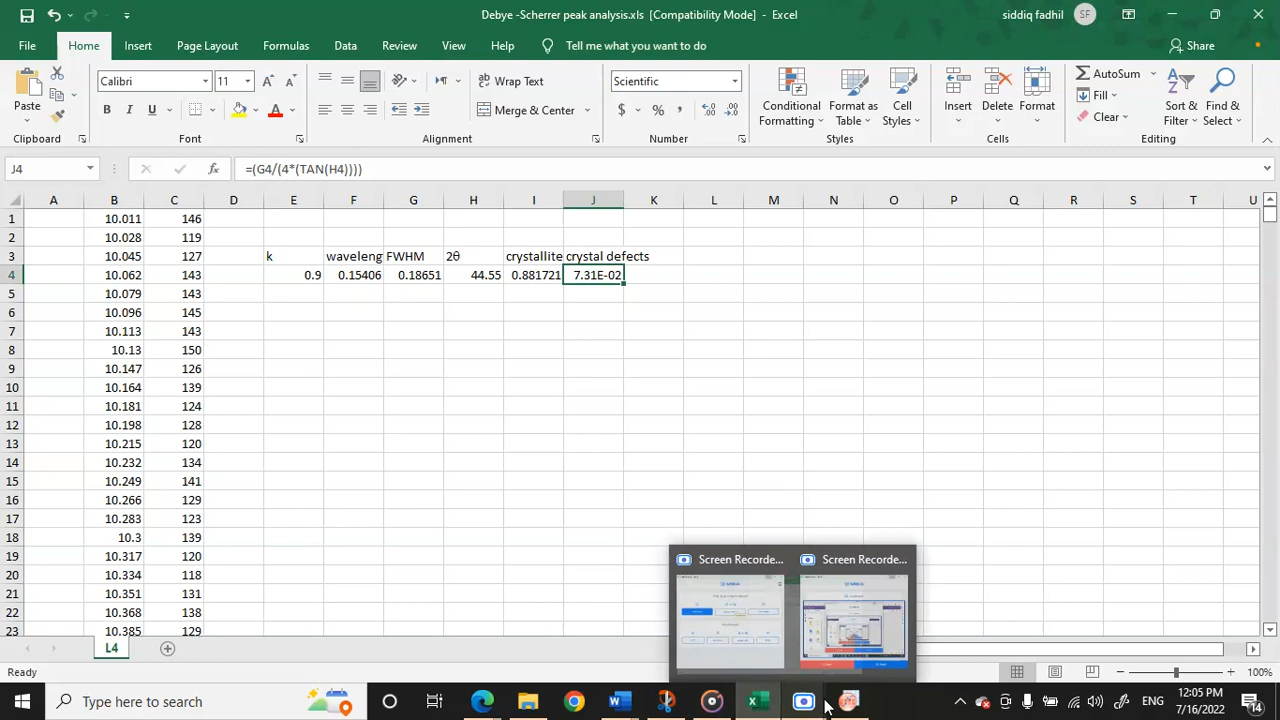 Debye -Scherrer peak analysis.xls [Compatibility Mode] – Excel
siddiq fadhil SF
File Home Insert Page Layout Formulas Data Review View Help Tell me what you want to do Share
Paste
Calibri 11
Wrap Text
Scientific
Merge & Center
Conditional Formatting
Format as Table
Cell Styles
Insert Delete Format
AutoSum
Fill
Clear
Sort & Filter
Find & Select
Clipboard Font Alignment Number Styles Cells Editing
J4 fx =(G4/(4*(TAN(H4))))
A B C D E F G H I J K L M N O P Q R S T U
1 10.011 146
2 10.028 119
3 10.045 127 k waveleng FWHM 2θ crystallite crystal defects
4 10.062 143 0.9 0.15406 0.18651 44.55 0.881721 7.31E-02
5 10.079 143
6 10.096 145
7 10.113 143
8 10.13 150
9 10.147 126
10 10.164 139
11 10.181 124
12 10.198 128
13 10.215 120
14 10.232 134
15 10.249 141
16 10.266 129
17 10.283 123
18 10.3 139
19 10.317 120
20 10.334 118
21 10.351 131
22 10.368 138
23 10.385 129
Screen Recorde... Screen Recorde...
L4
Ready
100%
Type here to search
ENG
12:05 PM
7/16/2022
14